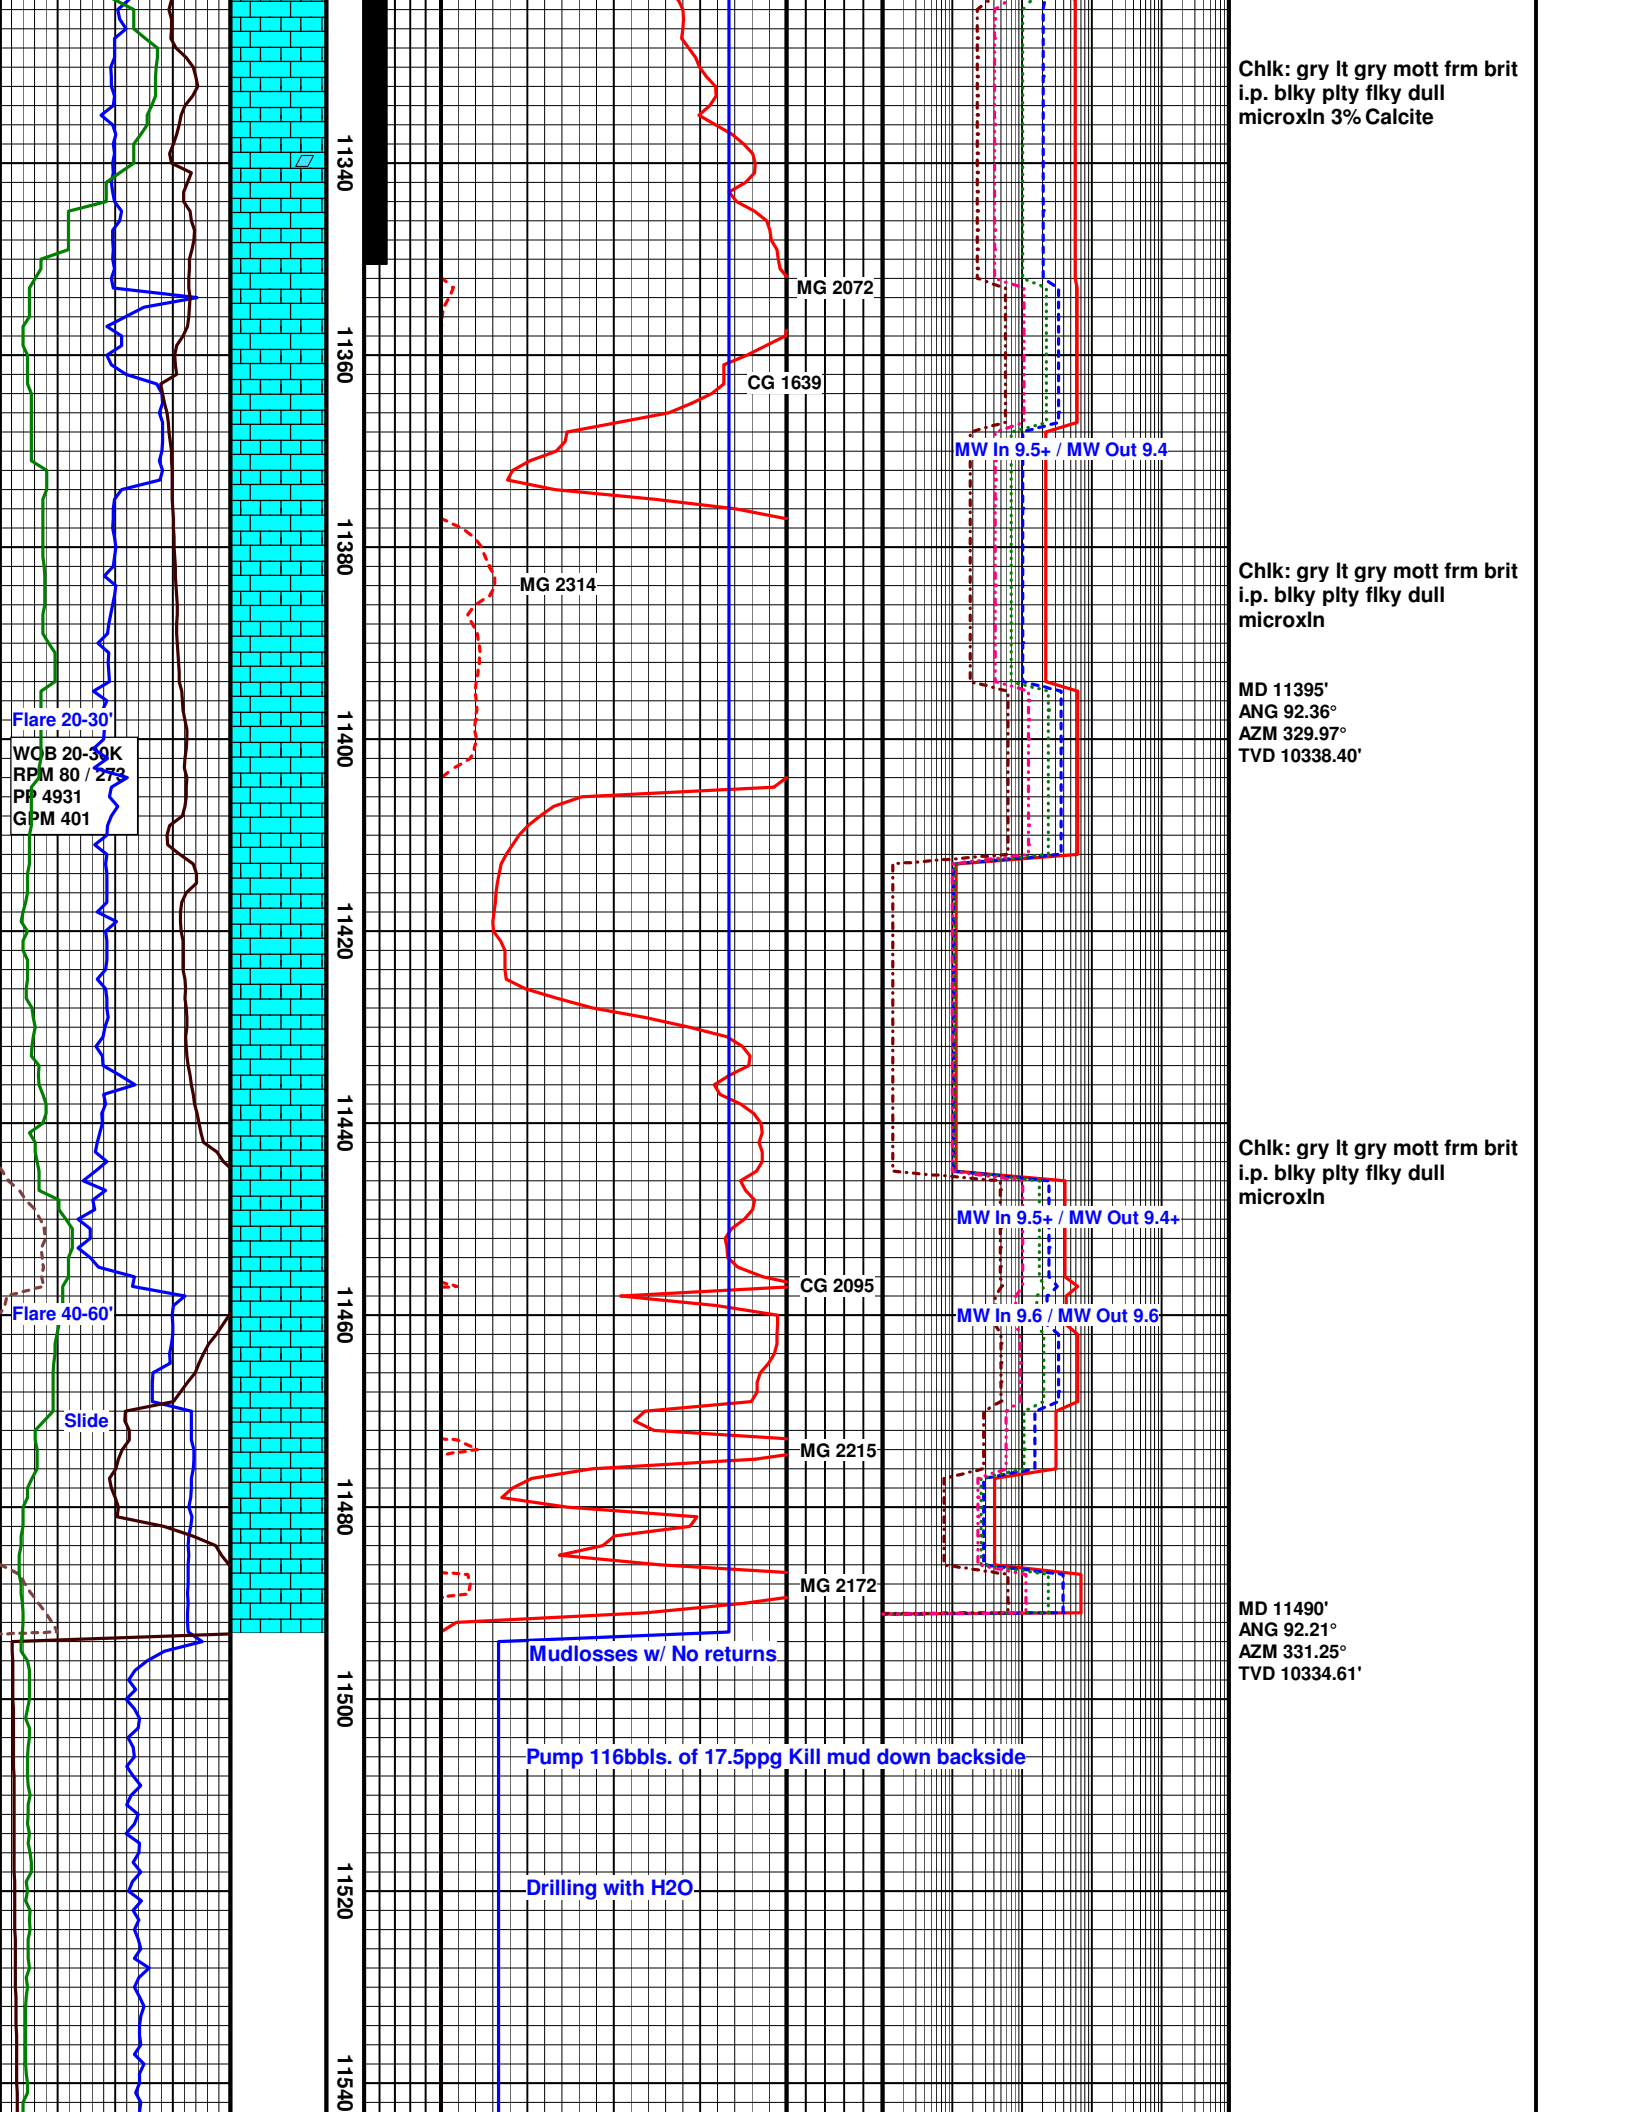 Chlk: gry lt gry mott frm brit
i.p. blky plty flky dull
microxln 3% Calcite
11340
MG 2072
11360
CG 1639
MW In 9.5+ / MW Out 9.4
11380
Chlk: gry lt gry mott frm brit
i.p. blky plty flky dull
microxln
MG 2314
MD 11395'
ANG 92.36°
AZM 329.97°
TVD 10338.40'
Flare 20-30'
11400
WOB 20-30K
RPM 80 / 273
PP 4931
GPM 401
11420
11440
Chlk: gry lt gry mott frm brit
i.p. blky plty flky dull
microxln
MW In 9.5+ / MW Out 9.4+
CG 2095
Flare 40-60'
11460
MW In 9.6 / MW Out 9.6
Slide
MG 2215
11480
MG 2172
MD 11490'
ANG 92.21°
AZM 331.25°
TVD 10334.61'
Mudlosses w/ No returns
11500
Pump 116bbls. of 17.5ppg Kill mud down backside
Drilling with H2O
11520
11540